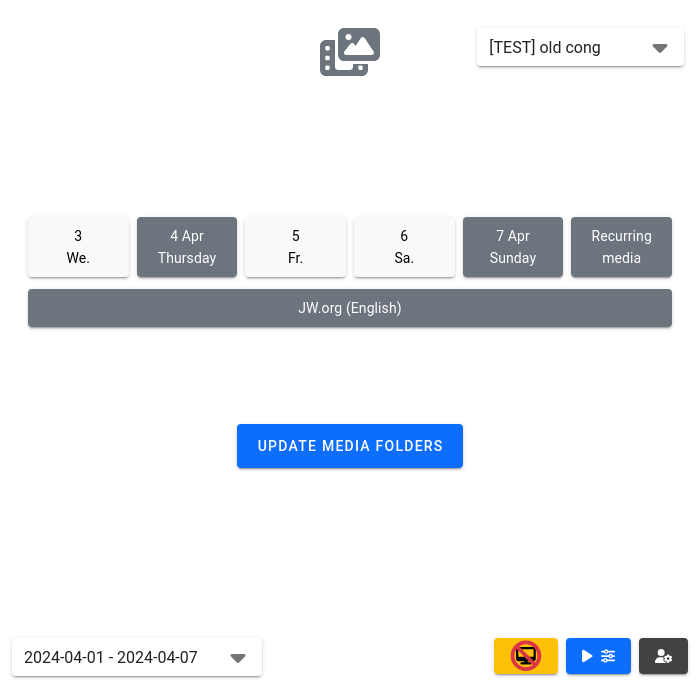 [TEST] old cong
3
We.
4 Apr
Thursday
5
Fr.
6
Sa.
7 Apr
Sunday
Recurring
media
JW.org (English)
UPDATE MEDIA FOLDERS
2024-04-01 - 2024-04-07